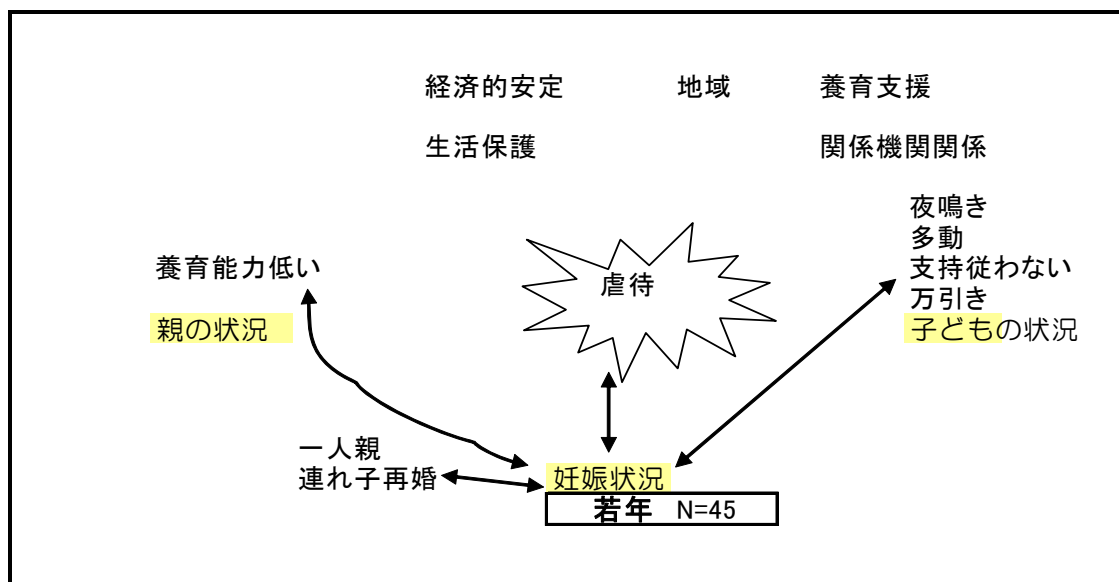 経済的安定 地域 養育支援
生活保護 関係機関関係
夜鳴き
多動
支持従わない
万引き
子どもの状況
虐待
養育能力低い
親の状況
一人親
連れ子再婚
妊娠状況
若年 N=45